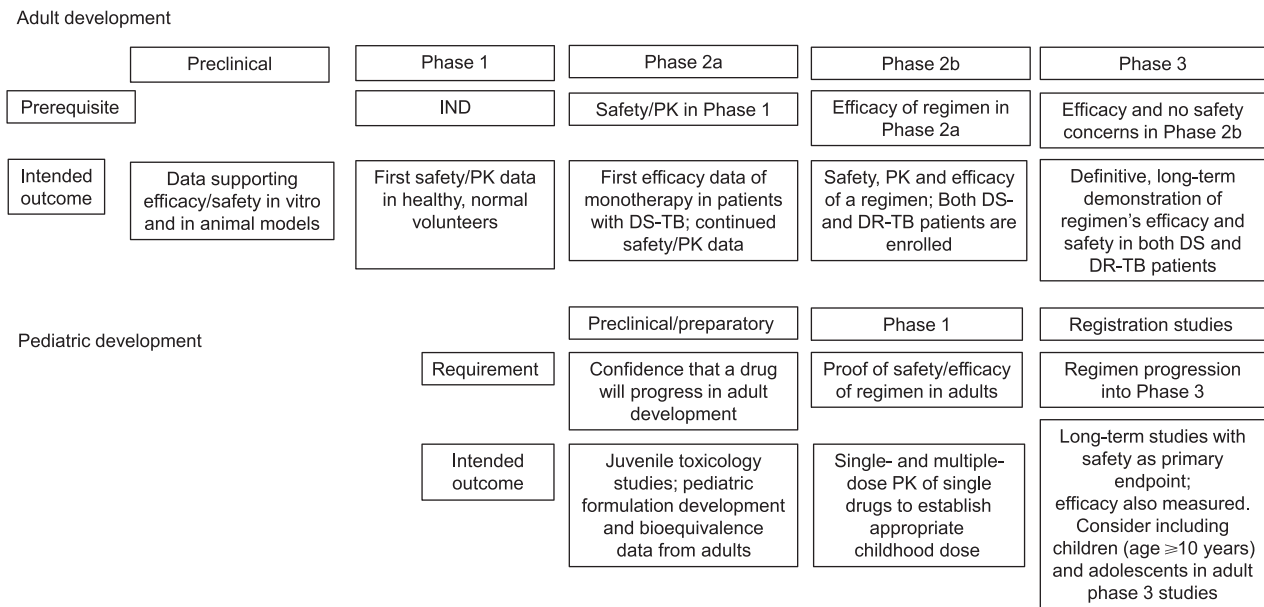 Adult development
Preclinical
Phase 1
Phase 2a
Phase 2b
Phase 3
Prerequisite
IND
Safety/PK in Phase 1
Efficacy of regimen in
Phase 2a
Efficacy and no safety
concerns in Phase 2b
Intended
outcome
Data supporting
efficacy/safety in vitro
and in animal models
First safety/PK data
in healthy, normal
volunteers
First efficacy data of
monotherapy in patients
with DS-TB; continued
safety/PK data
Safety, PK and efficacy
of a regimen; Both DS-
and DR-TB patients are
enrolled
Definitive, long-term
demonstration of
regimen's efficacy and
safety in both DS and
DR-TB patients
Pediatric development
Preclinical/preparatory
Phase 1
Registration studies
Requirement
Confidence that a drug
will progress in adult
development
Proof of safety/efficacy
of regimen in adults
Regimen progression
into Phase 3
Intended
outcome
Juvenile toxicology
studies; pediatric
formulation development
and bioequivalence
data from adults
Single- and multiple-
dose PK of single
drugs to establish
appropriate
childhood dose
Long-term studies with
safety as primary
endpoint;
efficacy also measured.
Consider including
children (age ⩾10 years)
and adolescents in adult
phase 3 studies